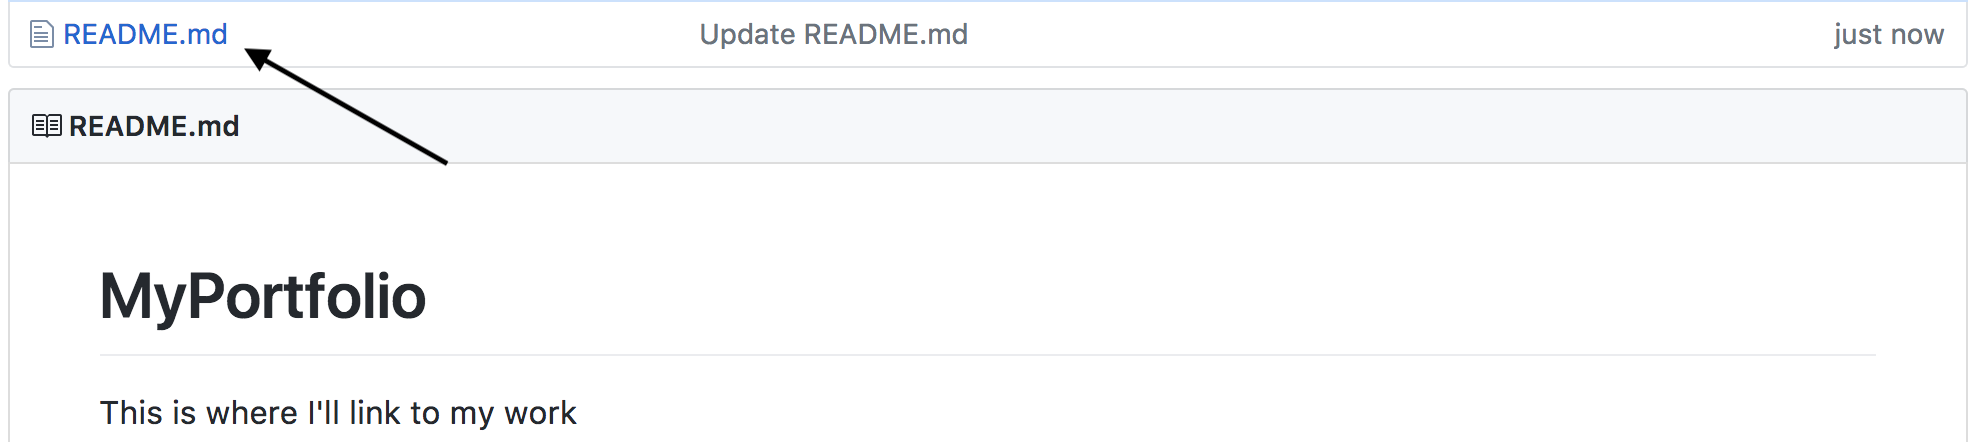 README.md Update README.md just now
README.md
MyPortfolio
This is where I'll link to my work